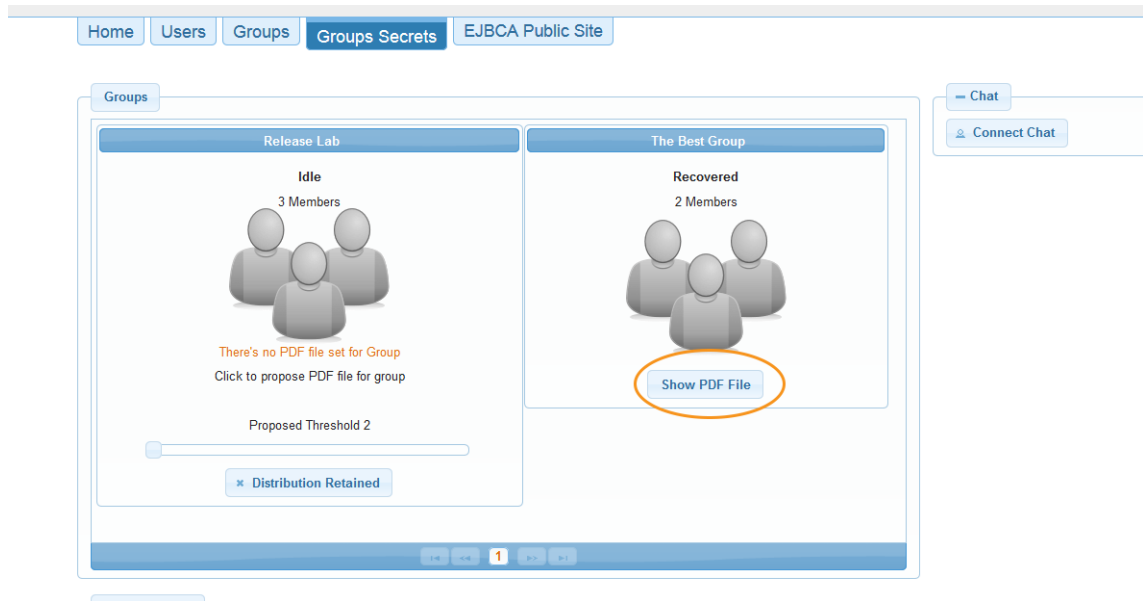 Home Users Groups Groups Secrets EJBCA Public Site
Groups
Release Lab
Idle
3 Members
There's no PDF file set for Group
Click to propose PDF file for group
Proposed Threshold 2
Distribution Retained
The Best Group
Recovered
2 Members
Show PDF File
1
Chat
Connect Chat